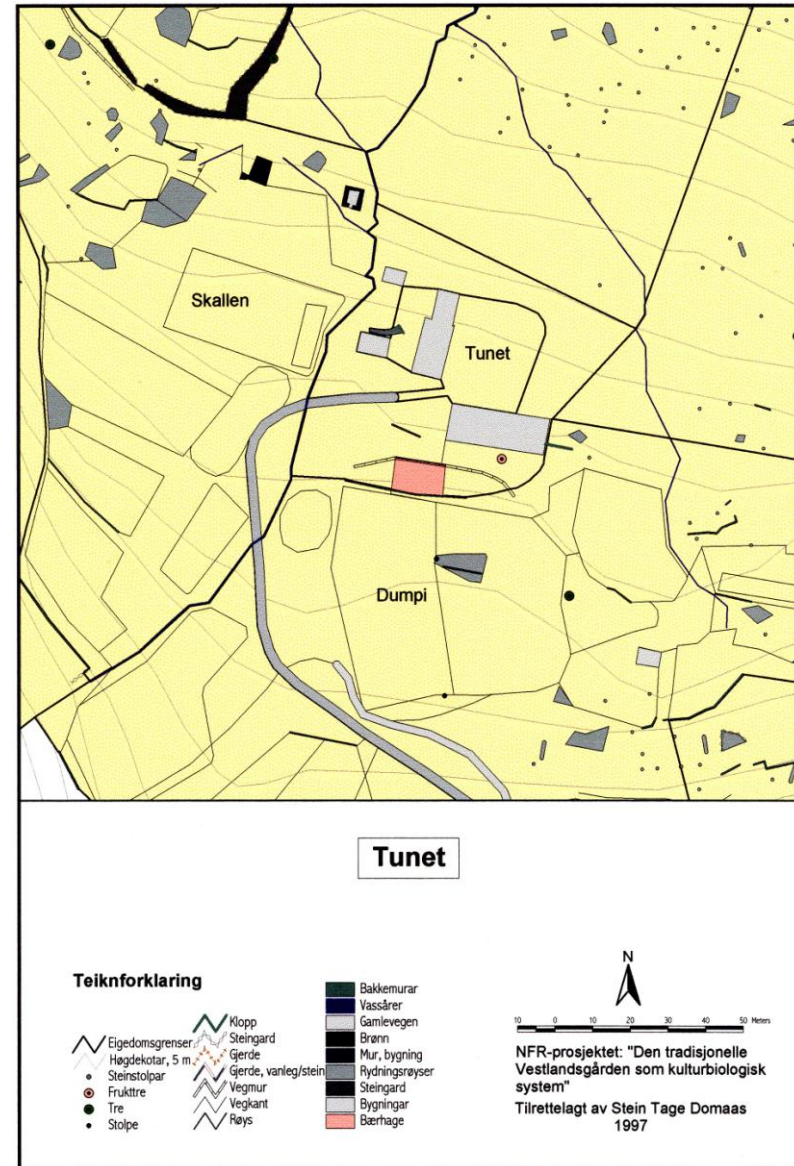 Skallen
Tunet
Dumpi
Tunet
Teiknforklaring
Eigedomsgrenser
Høgdekotar, 5 m
Steinstolpar
Frukttre
Tre
Stolpe
Klopp
Steingard
Gjerde
Gjerde, vanleg/stein
Vegmur
Vegkant
Røys
Bakkemurar
Vassårer
Gamlevegen
Brønn
Mur, bygning
Rydningsrøyser
Steingard
Bygningar
Bærhage
N
10 0 10 20 30 40 50 Meters
NFR-prosjektet: "Den tradisjonelle
Vestlandsgården som kulturbiologisk
system"
Tilrettelagt av Stein Tage Domaas
1997